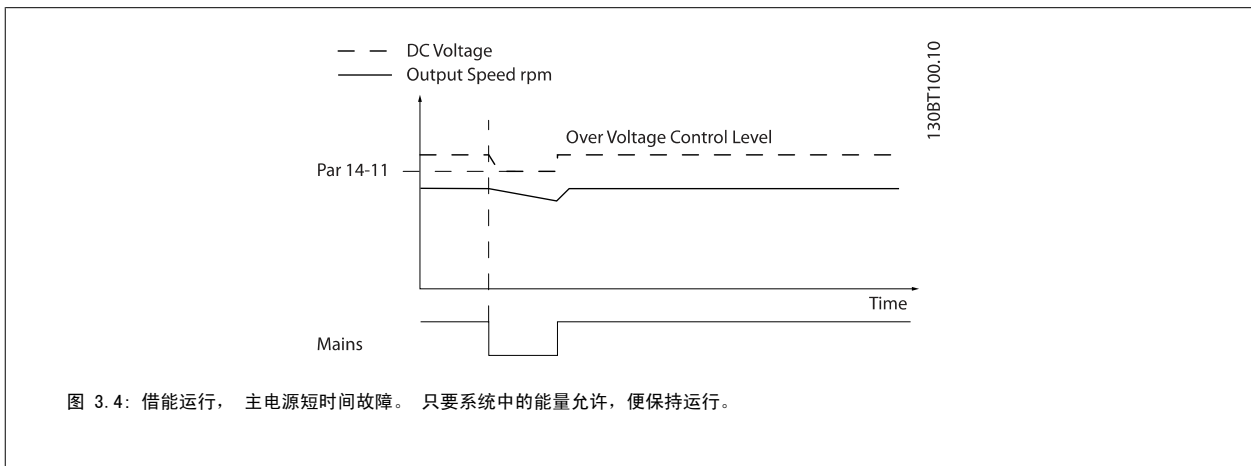 DC Voltage
Output Speed rpm
130BT100.10
Over Voltage Control Level
Par 14-11
Time
Mains
图 3.4: 借能运行， 主电源短时间故障。 只要系统中的能量允许，便保持运行。